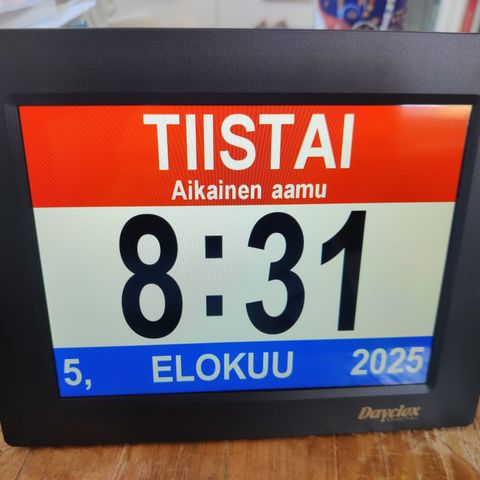 TIISTAI
Aikainen aamu
8:31
5, ELOKUU 2025
Dayclox